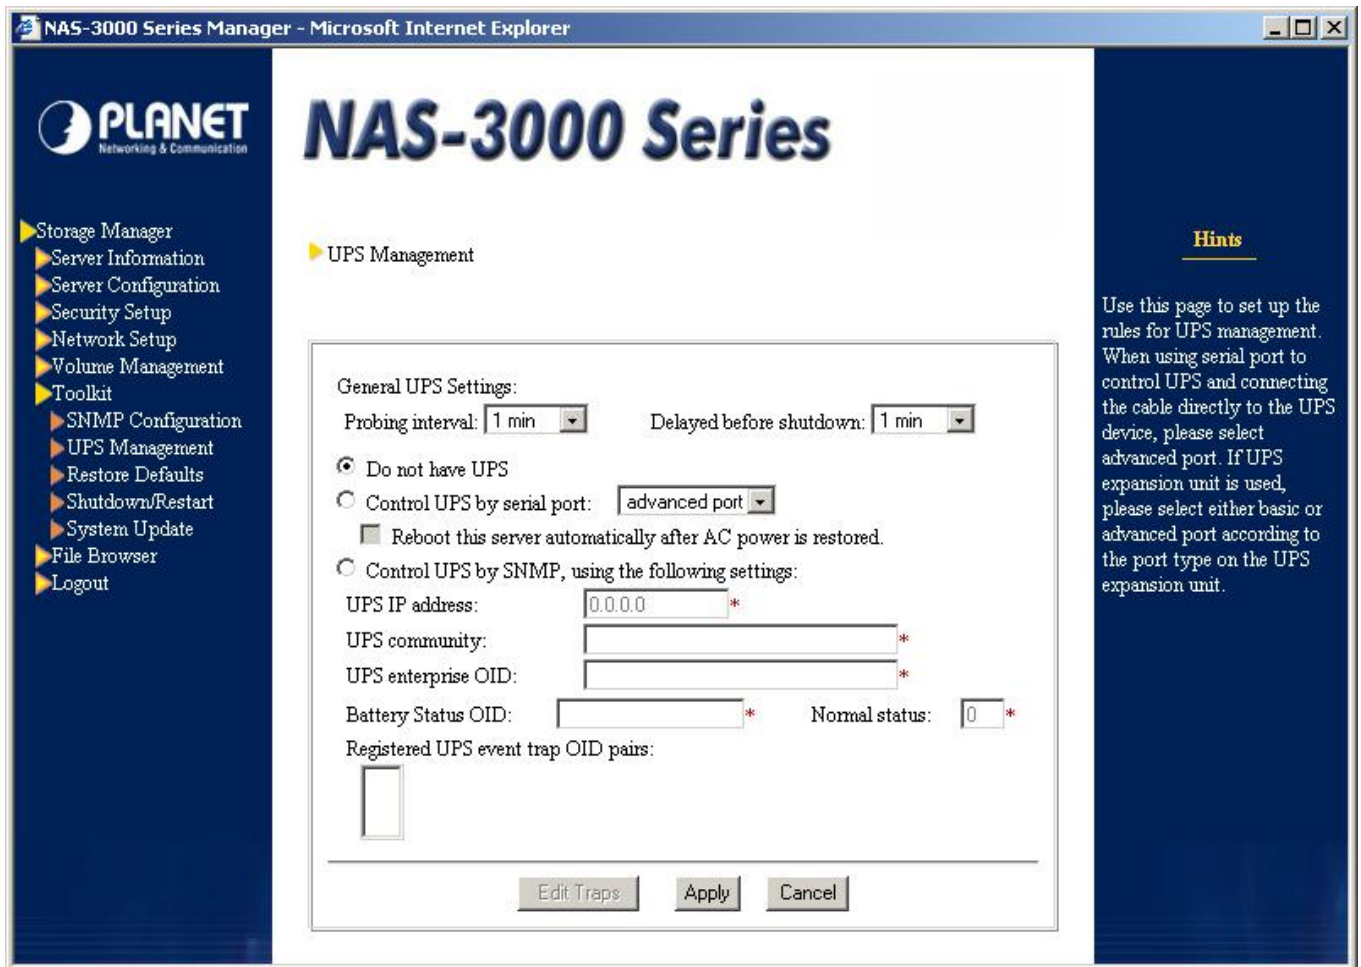 NAS-3000 Series Manager - Microsoft Internet Explorer
PLANET
Networking & Communication
NAS-3000 Series
Storage Manager
Server Information
Server Configuration
Security Setup
Network Setup
Volume Management
Toolkit
SNMP Configuration
UPS Management
Restore Defaults
Shutdown/Restart
System Update
File Browser
Logout
UPS Management
General UPS Settings:
Probing interval: 1 min Delayed before shutdown: 1 min
Do not have UPS
Control UPS by serial port: advanced port
Reboot this server automatically after AC power is restored.
Control UPS by SNMP, using the following settings:
UPS IP address: 0.0.0.0 *
UPS community: *
UPS enterprise OID: *
Battery Status OID: * Normal status: 0 *
Registered UPS event trap OID pairs:
Edit Traps Apply Cancel
Hints
Use this page to set up the
rules for UPS management.
When using serial port to
control UPS and connecting
the cable directly to the UPS
device, please select
advanced port. If UPS
expansion unit is used,
please select either basic or
advanced port according to
the port type on the UPS
expansion unit.